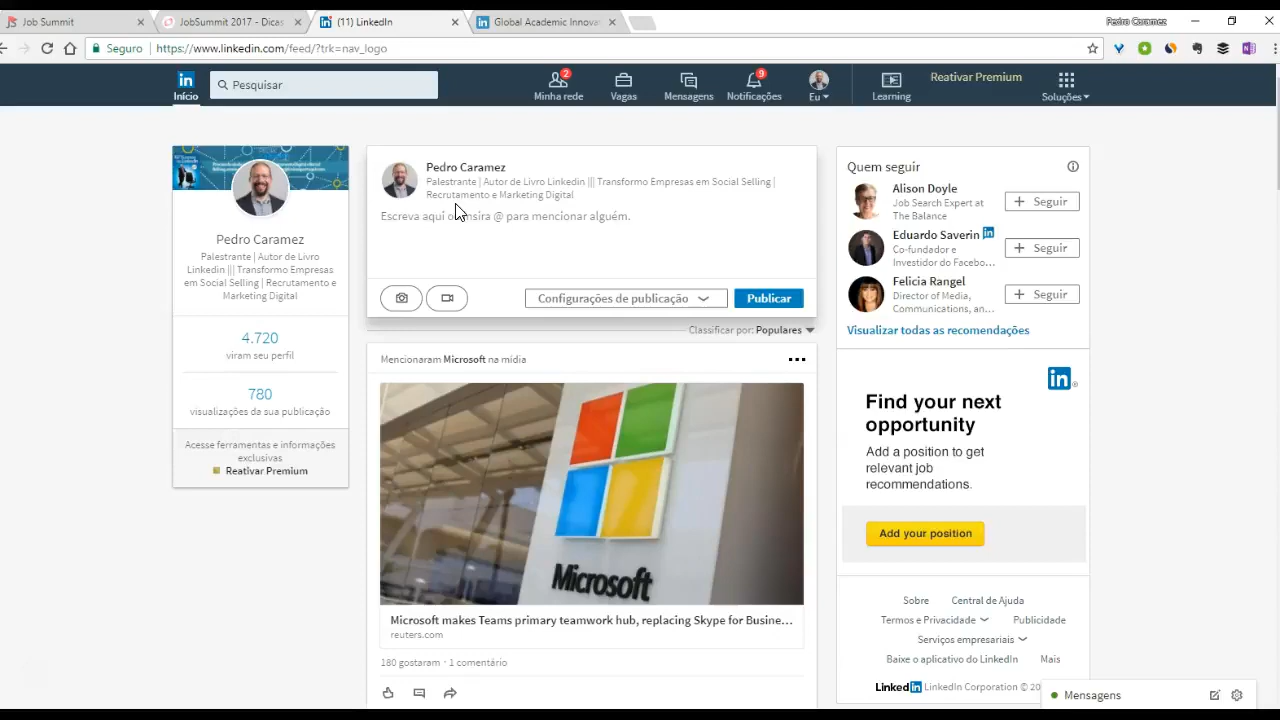 Job Summit
JobSummit 2017 - Dicas
(11) LinkedIn
Global Academic Innova
Pedro Caramez
Seguro
https://www.linkedin.com/feed/?trk=nav_logo
in
Início
Pesquisar
2
Minha rede
Vagas
Mensagens
9
Notificações
Eu
Learning
Reativar Premium
Soluções
Pedro Caramez
Palestrante | Autor de Livro
Linkedin ||| Transformo Empresas
em Social Selling | Recrutamento e
Marketing Digital
4.720
viram seu perfil
780
visualizações da sua publicação
Acesse ferramentas e informações
exclusivas
Reativar Premium
Pedro Caramez
Palestrante | Autor de Livro Linkedin ||| Transformo Empresas em Social Selling |
Recrutamento e Marketing Digital
Escreva aqui o nsira @ para mencionar alguém.
Configurações de publicação
Publicar
Classificar por: Populares
Mencionaram Microsoft na mídia
Microsoft
Microsoft makes Teams primary teamwork hub, replacing Skype for Busine...
reuters.com
180 gostaram · 1 comentário
Quem seguir
Alison Doyle
Job Search Expert at
The Balance
+ Seguir
Eduardo Saverin in
Co-fundador e
Investidor do Facebo...
+ Seguir
Felicia Rangel
Director of Media,
Communications, an...
+ Seguir
Visualizar todas as recomendações
in
Find your next
opportunity
Add a position to get
relevant job
recommendations.
Add your position
Sobre
Central de Ajuda
Termos e Privacidade
Publicidade
Serviços empresariais
Baixe o aplicativo do LinkedIn
Mais
Linked in LinkedIn Corporation © 20
Mensagens